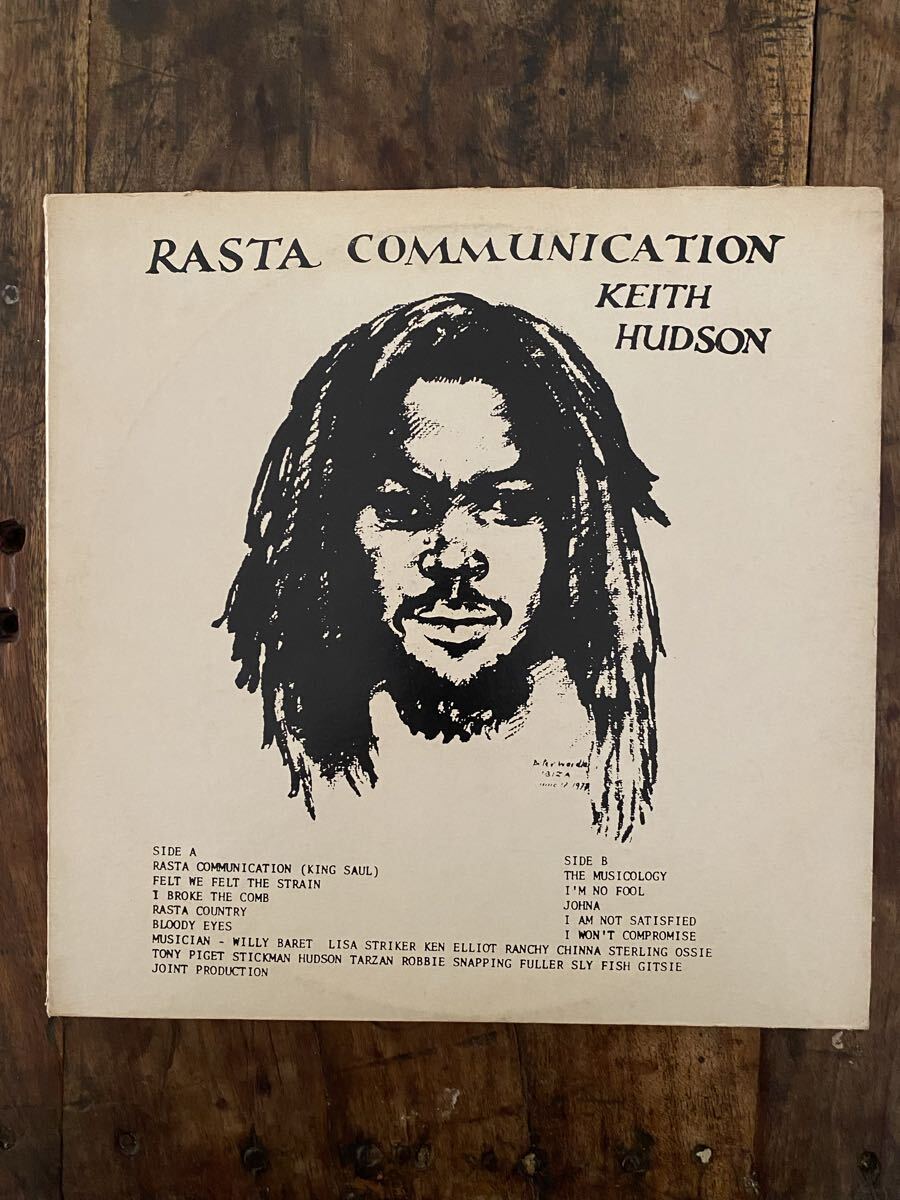 RASTA COMMUNICATION
KEITH
HUDSON
IBIZA
SIDE A
RASTA COMMUNICATION (KING SAUL)
FELT WE FELT THE STRAIN
I BROKE THE COMB
RASTA COUNTRY
BLOODY EYES
SIDE B
THE MUSICOLOGY
I'M NO FOOL
JOHNA
I AM NOT SATISFIED
I WON'T COMPROMISE
MUSICIAN - WILLY BARET LISA STRIKER KEN ELLIOT RANCHY CHINNA STERLING OSSIE
TONY PIGET STICKMAN HUDSON TARZAN ROBBIE SNAPPING FULLER SLY FISH GITSIE
JOINT PRODUCTION